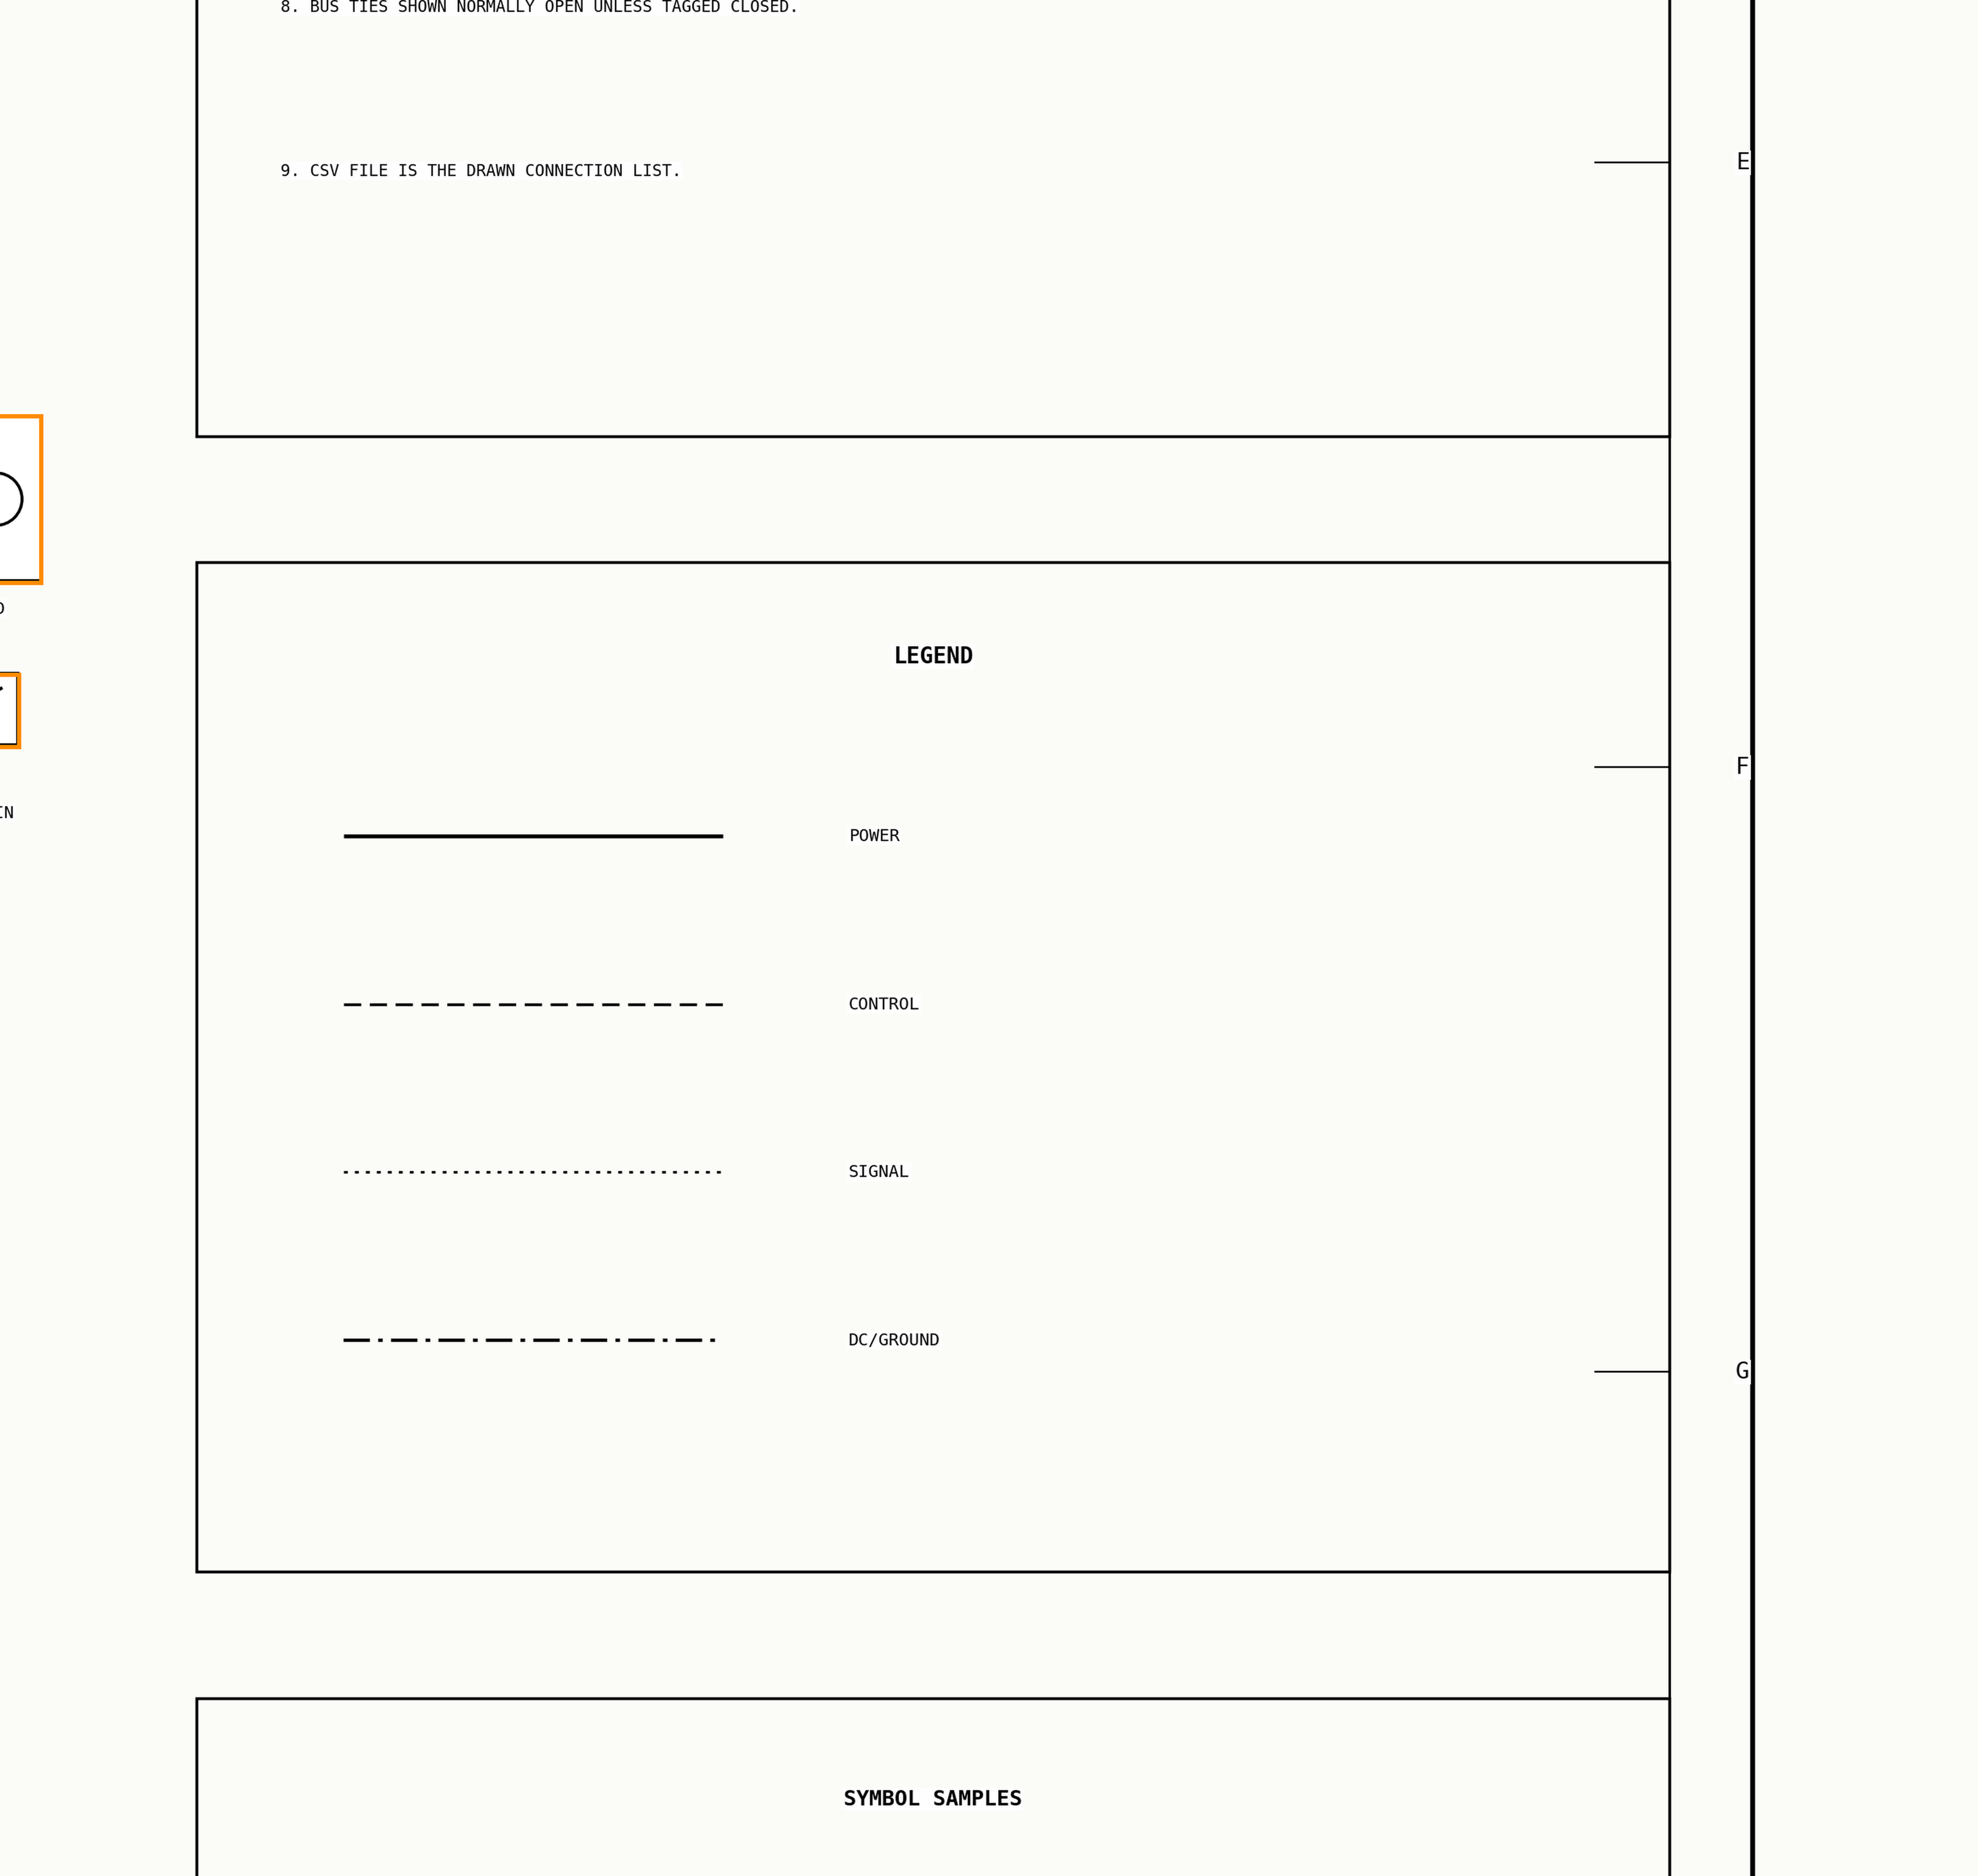 8. BUS TIES SHOWN NORMALLY OPEN UNLESS TAGGED CLOSED.
9. CSV FILE IS THE DRAWN CONNECTION LIST.
E
LEGEND
F
POWER
CONTROL
SIGNAL
DC/GROUND
G
SYMBOL SAMPLES